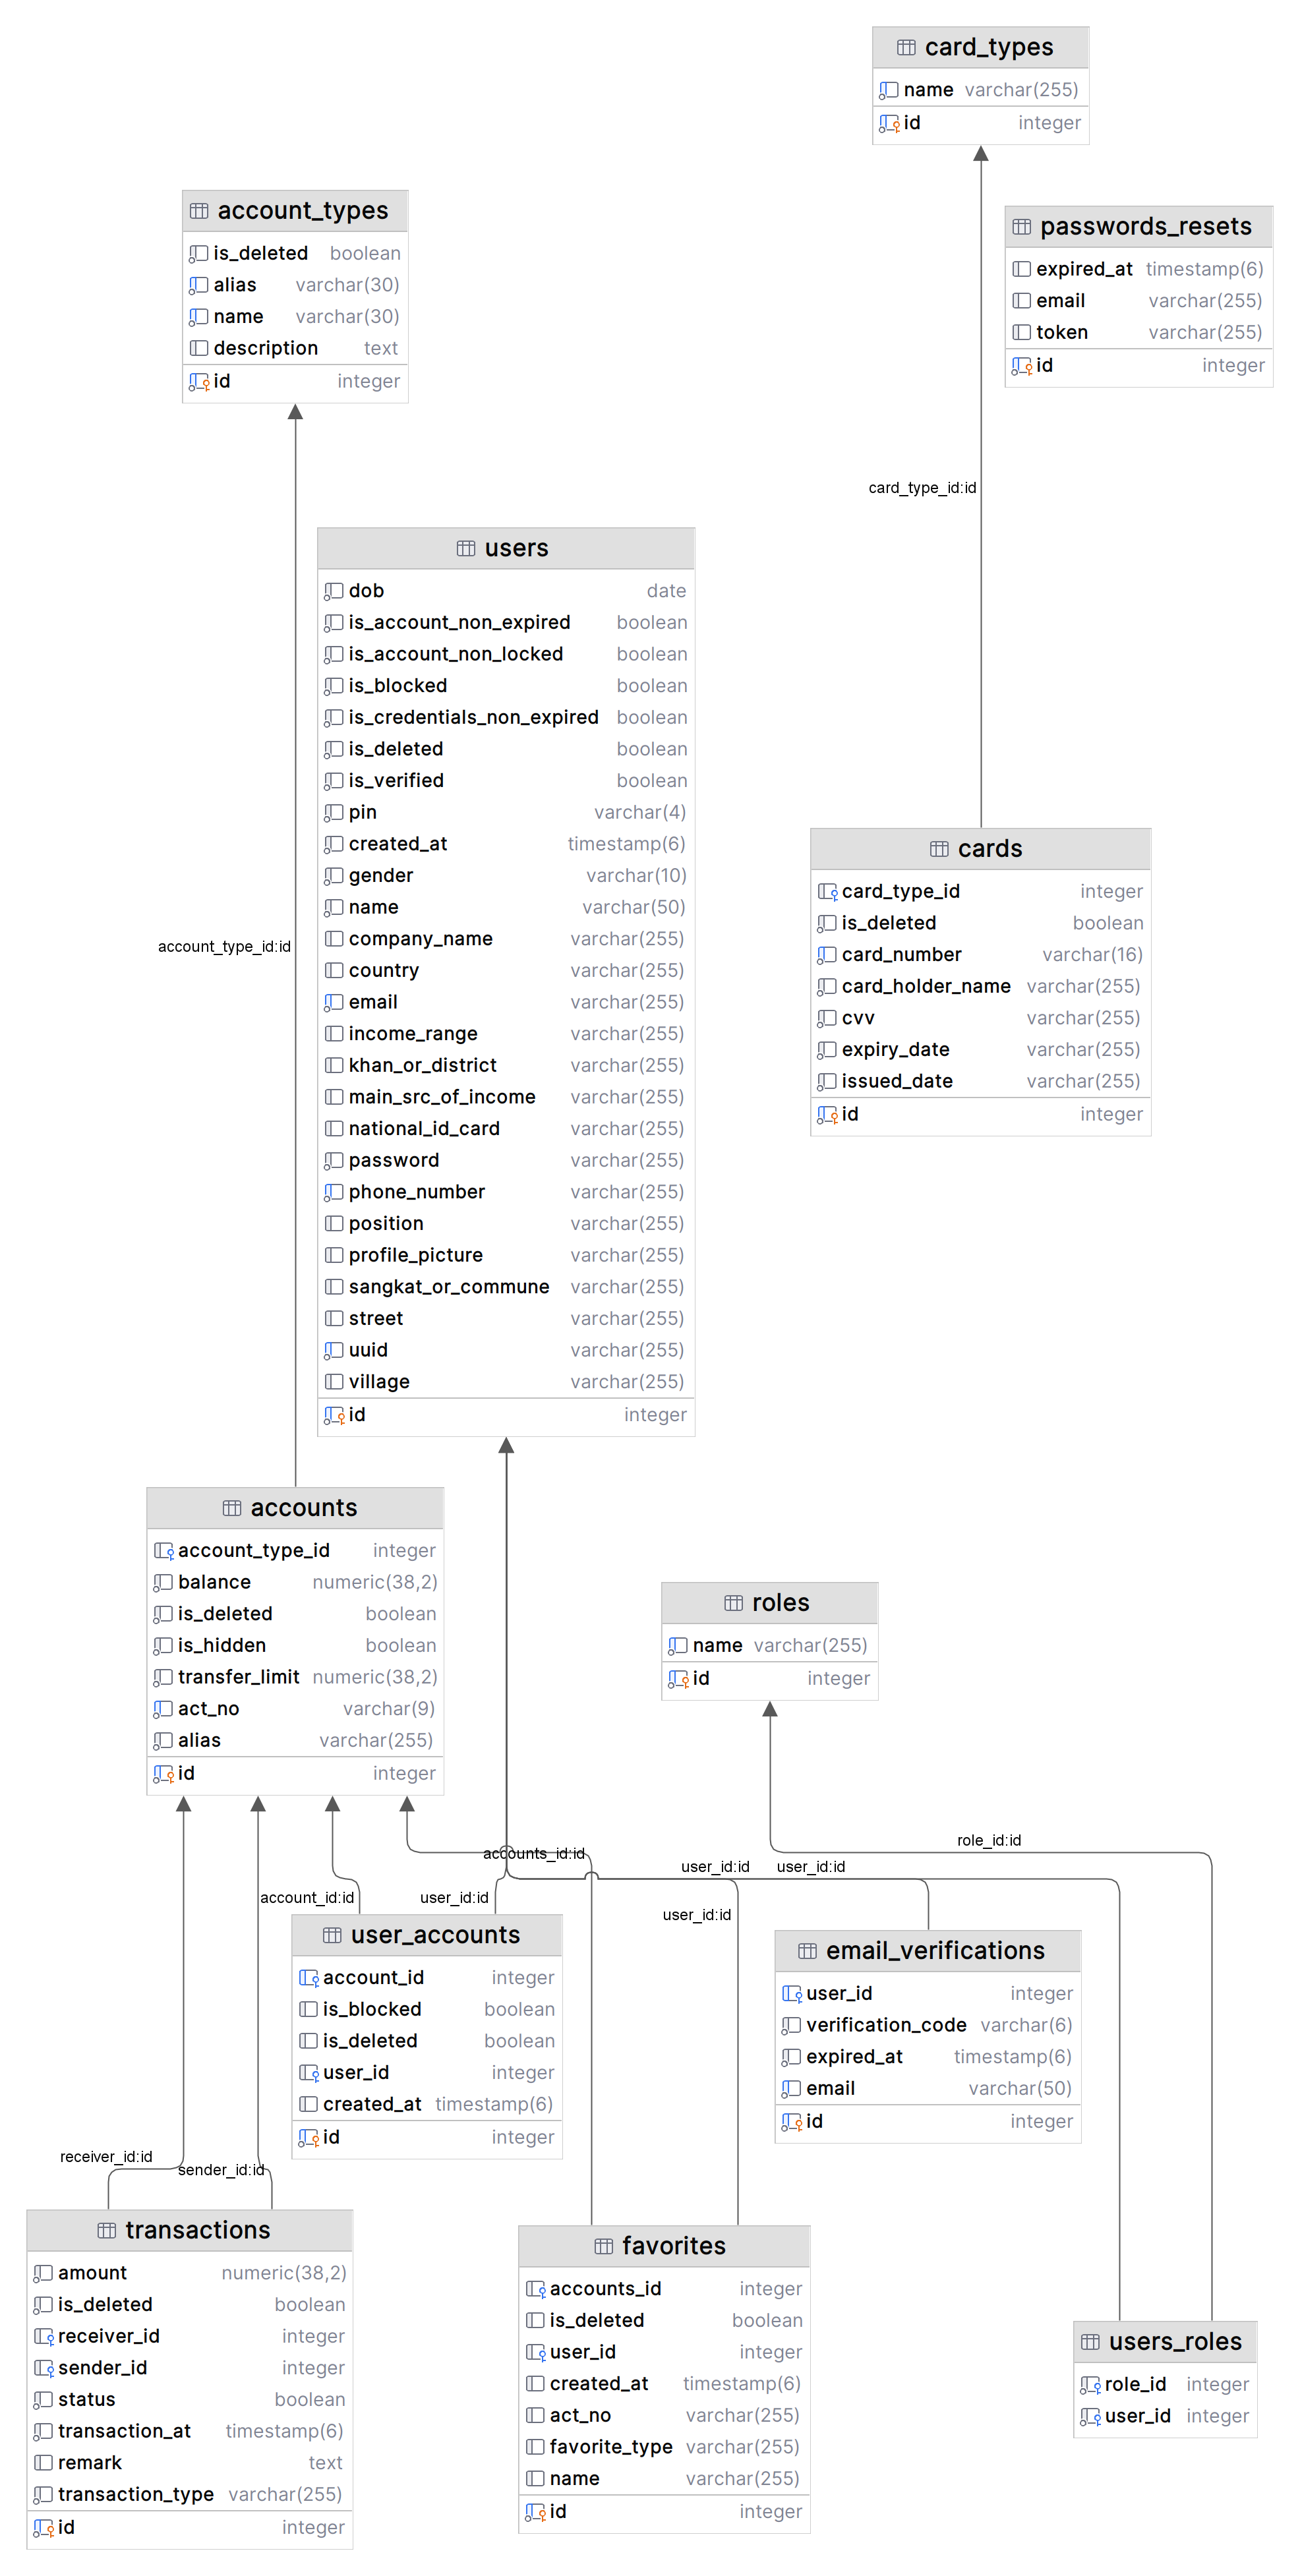 card_types
name varchar(255)
id integer
account_types
is_deleted boolean
alias varchar(30)
name varchar(30)
description text
id integer
passwords_resets
expired_at timestamp(6)
email varchar(255)
token varchar(255)
id integer
card_type_id:id
users
dob date
is_account_non_expired boolean
is_account_non_locked boolean
is_blocked boolean
is_credentials_non_expired boolean
is_deleted boolean
is_verified boolean
pin varchar(4)
created_at timestamp(6)
gender varchar(10)
name varchar(50)
company_name varchar(255)
country varchar(255)
email varchar(255)
income_range varchar(255)
khan_or_district varchar(255)
main_src_of_income varchar(255)
national_id_card varchar(255)
password varchar(255)
phone_number varchar(255)
position varchar(255)
profile_picture varchar(255)
sangkat_or_commune varchar(255)
street varchar(255)
uuid varchar(255)
village varchar(255)
id integer
cards
card_type_id integer
is_deleted boolean
card_number varchar(16)
card_holder_name varchar(255)
cvv varchar(255)
expiry_date varchar(255)
issued_date varchar(255)
id integer
account_type_id:id
accounts
account_type_id integer
balance numeric(38,2)
is_deleted boolean
is_hidden boolean
transfer_limit numeric(38,2)
act_no varchar(9)
alias varchar(255)
id integer
roles
name varchar(255)
id integer
role_id:id
accounts_id:id
user_id:id
user_id:id
account_id:id
user_id:id
user_id:id
user_accounts
account_id integer
is_blocked boolean
is_deleted boolean
user_id integer
created_at timestamp(6)
id integer
email_verifications
user_id integer
verification_code varchar(6)
expired_at timestamp(6)
email varchar(50)
id integer
receiver_id:id
sender_id:id
transactions
amount numeric(38,2)
is_deleted boolean
receiver_id integer
sender_id integer
status boolean
transaction_at timestamp(6)
remark text
transaction_type varchar(255)
id integer
favorites
accounts_id integer
is_deleted boolean
user_id integer
created_at timestamp(6)
act_no varchar(255)
favorite_type varchar(255)
name varchar(255)
id integer
users_roles
role_id integer
user_id integer